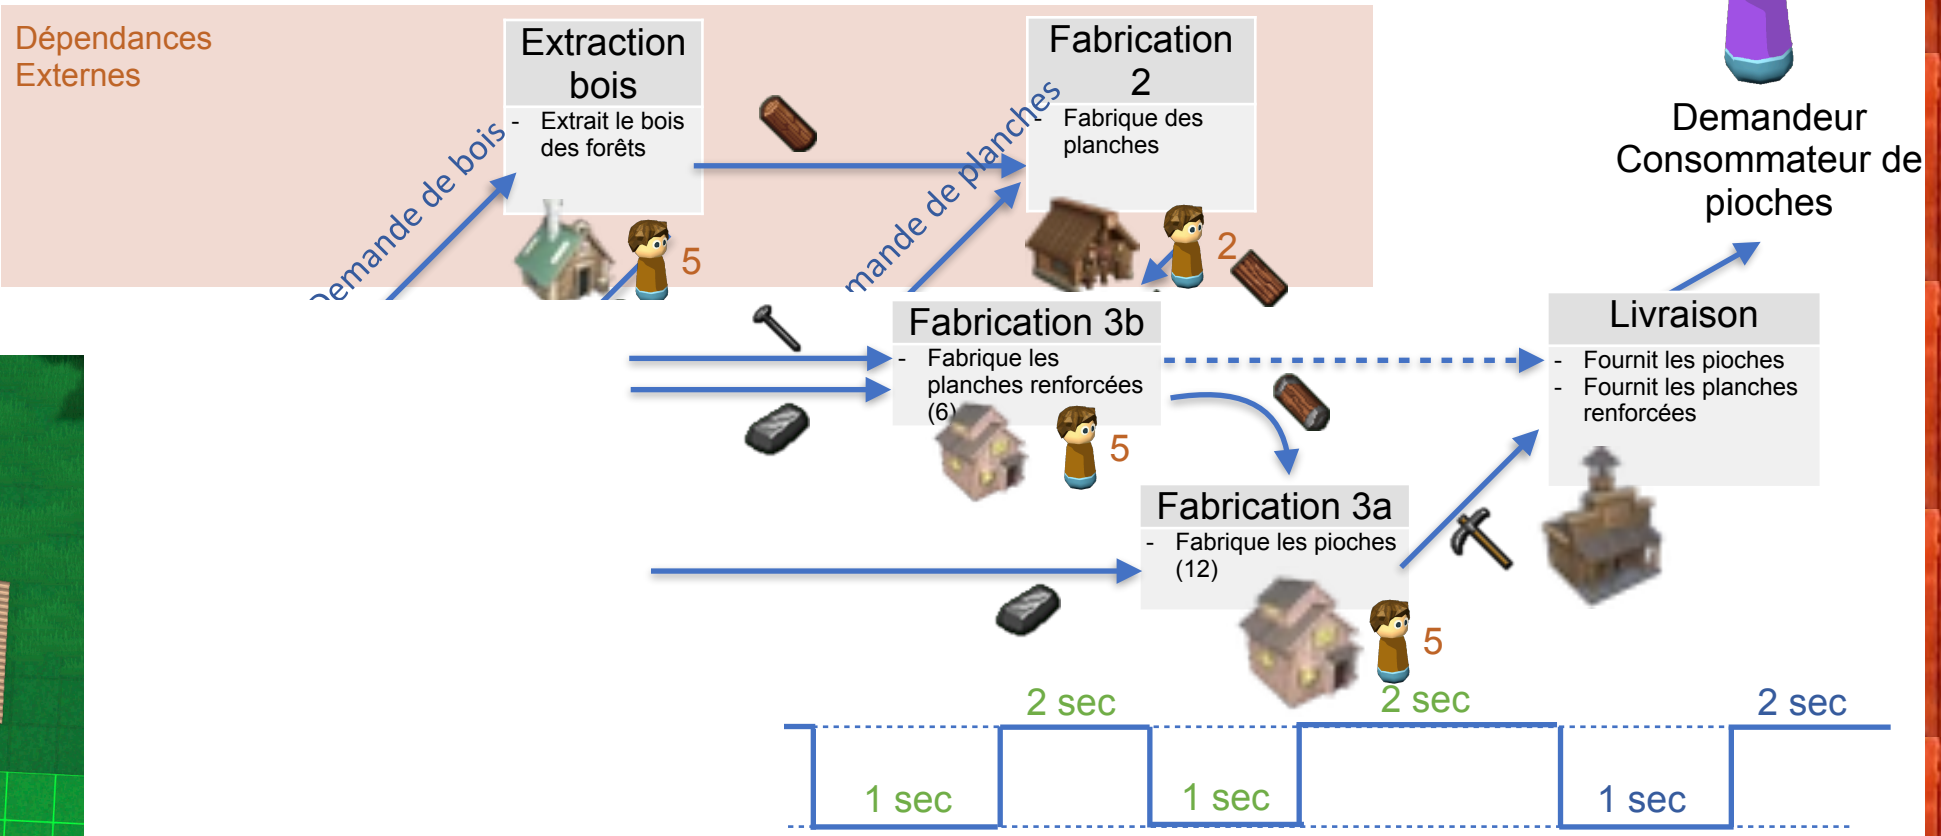 Dépendances
Externes
Extraction
bois
- Extrait le bois
des forêts
5
Demande de bois
Fabrication
2
- Fabrique des
planches
2
mande de planches
Demandeur
Consommateur de
pioches
Fabrication 3b
- Fabrique les
planches renforcées
(6)
5
Livraison
- Fournit les pioches
- Fournit les planches
renforcées
Fabrication 3a
- Fabrique les pioches
(12)
5
2 sec
2 sec
2 sec
1 sec
1 sec
1 sec